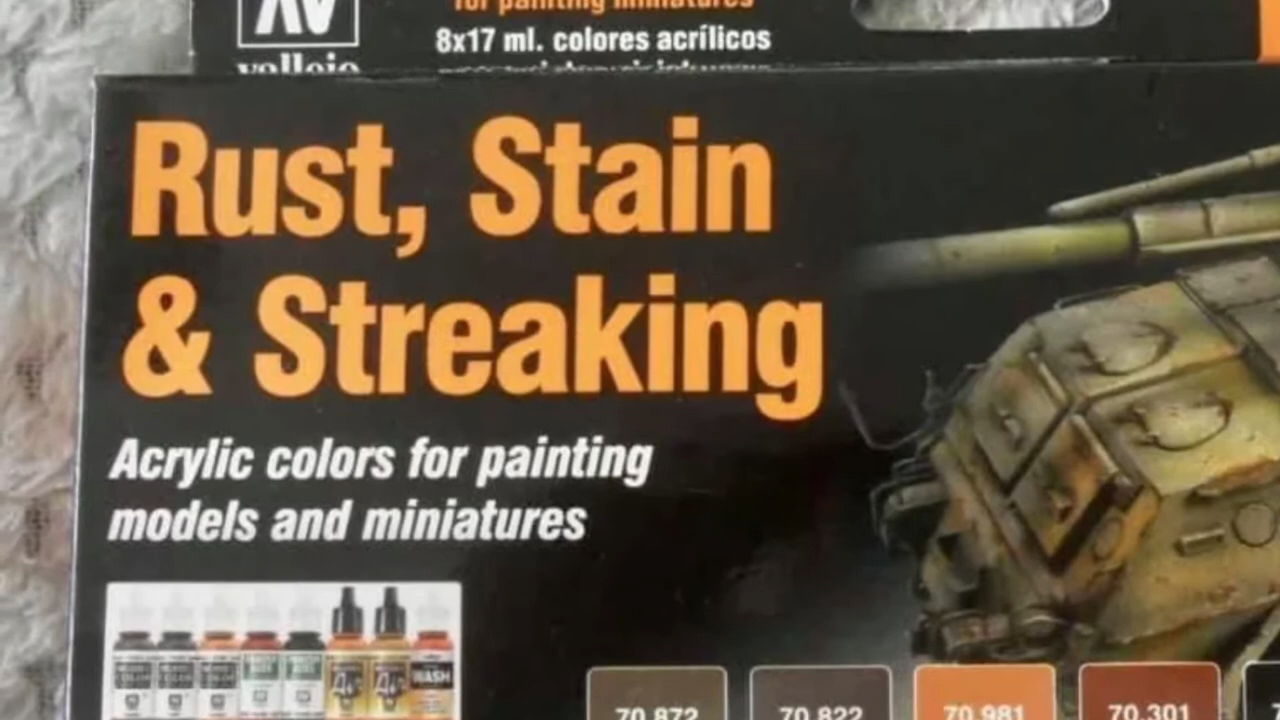 vallejo
for painting miniatures
8x17 ml. colores acrílicos
Rust, Stain
& Streaking
Acrylic colors for painting
models and miniatures
WASH
70.872
70.822
70.981
70.301